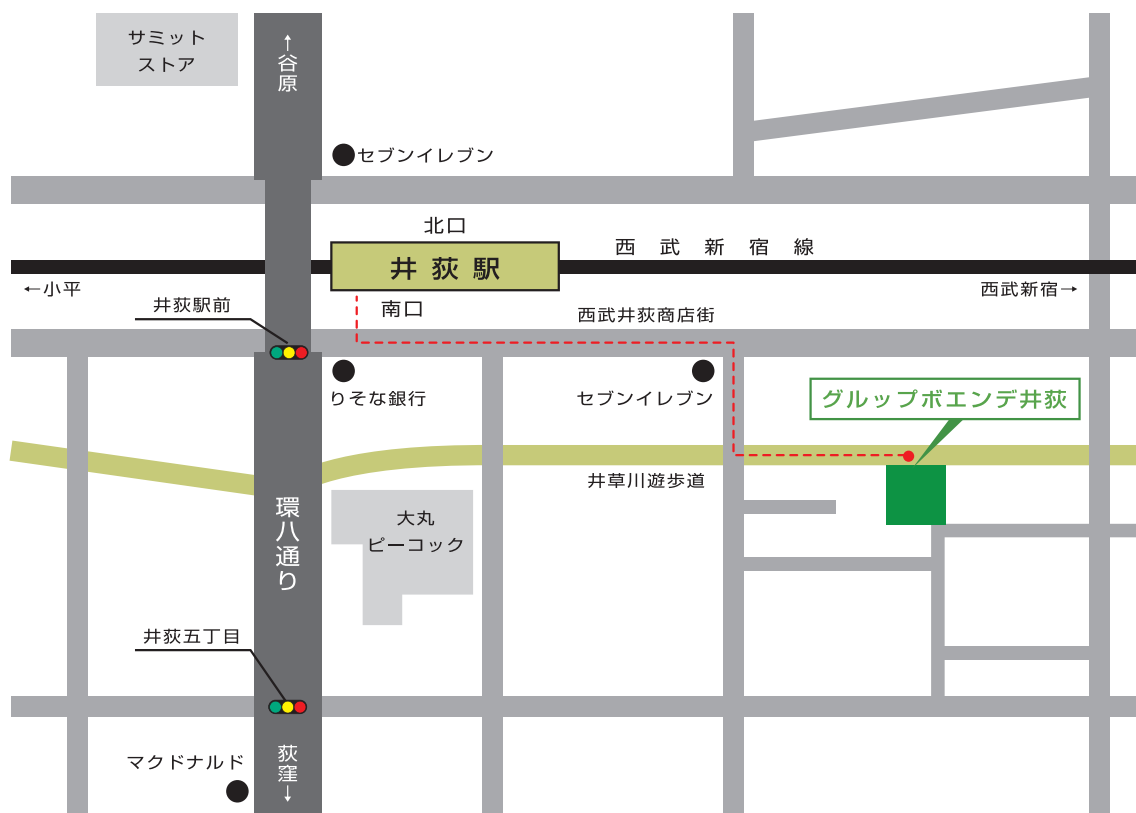 サミット
ストア
↑谷原
セブンイレブン
北口
井荻駅
西武新宿線
←小平
西武新宿→
南口
井荻駅前
西武井荻商店街
りそな銀行
セブンイレブン
グルップボエンデ井荻
井草川遊歩道
環八通り
大丸
ピーコック
井荻五丁目
荻窪↓
マクドナルド